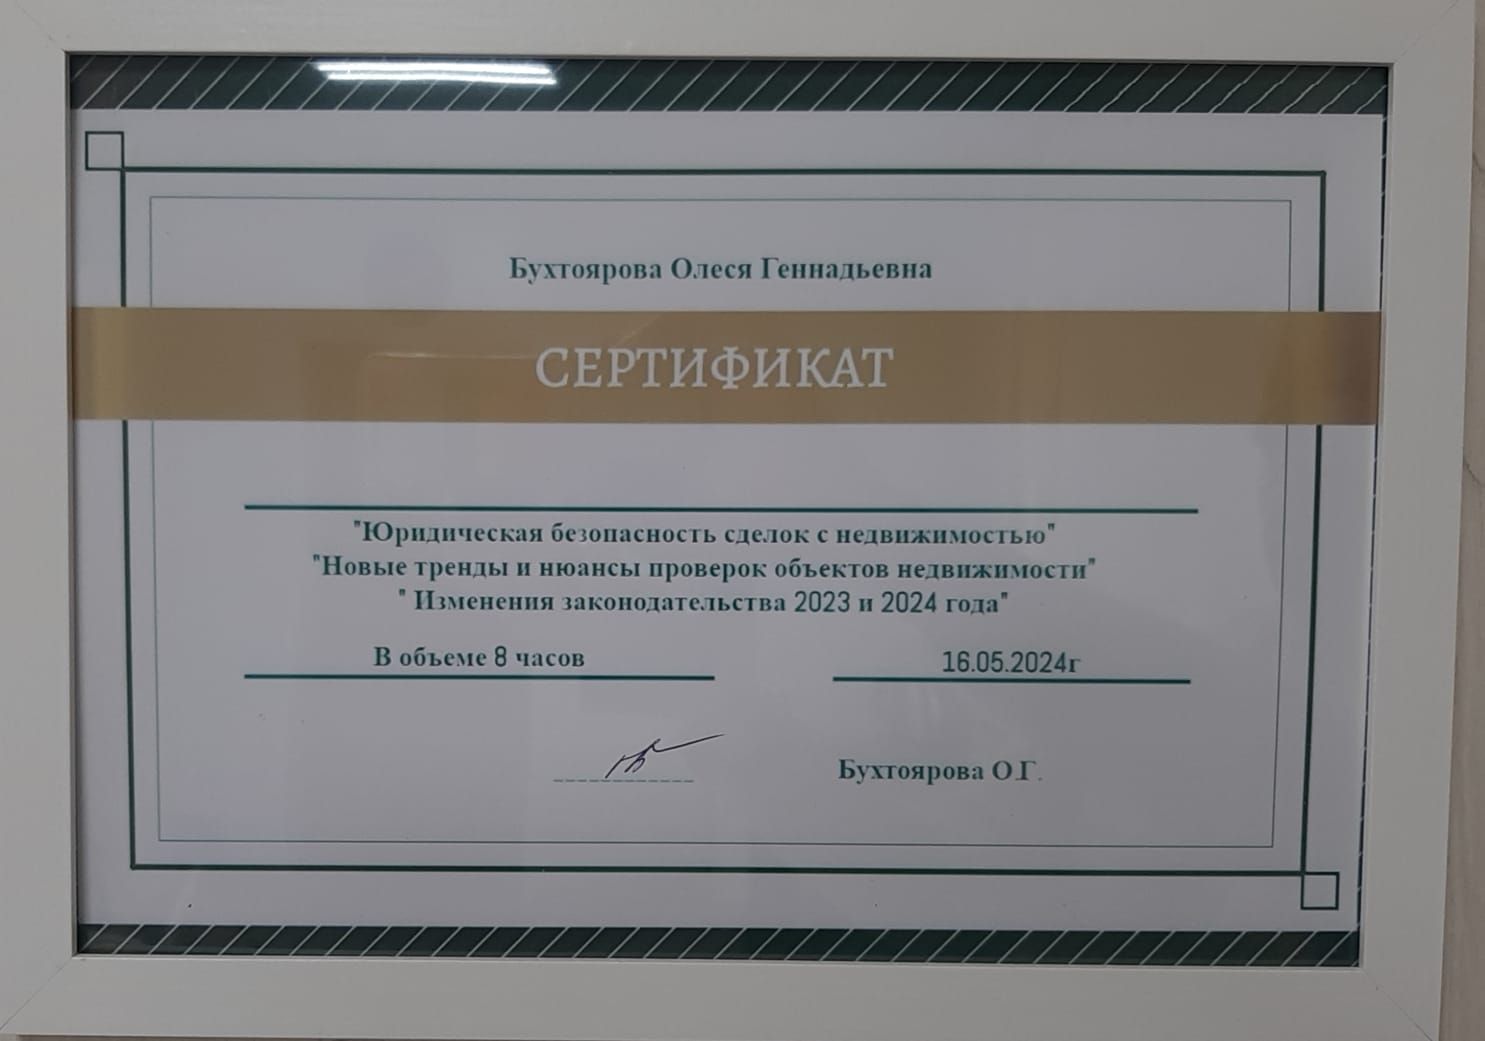 Бухтоярова Олеся Геннадьевна
СЕРТИФИКАТ
"Юридическая безопасность сделок с недвижимостью"
"Новые тренды и нюансы проверок объектов недвижимости"
" Изменения законодательства 2023 и 2024 года"
В объеме 8 часов
16.05.2024г
Бухтоярова О.Г.